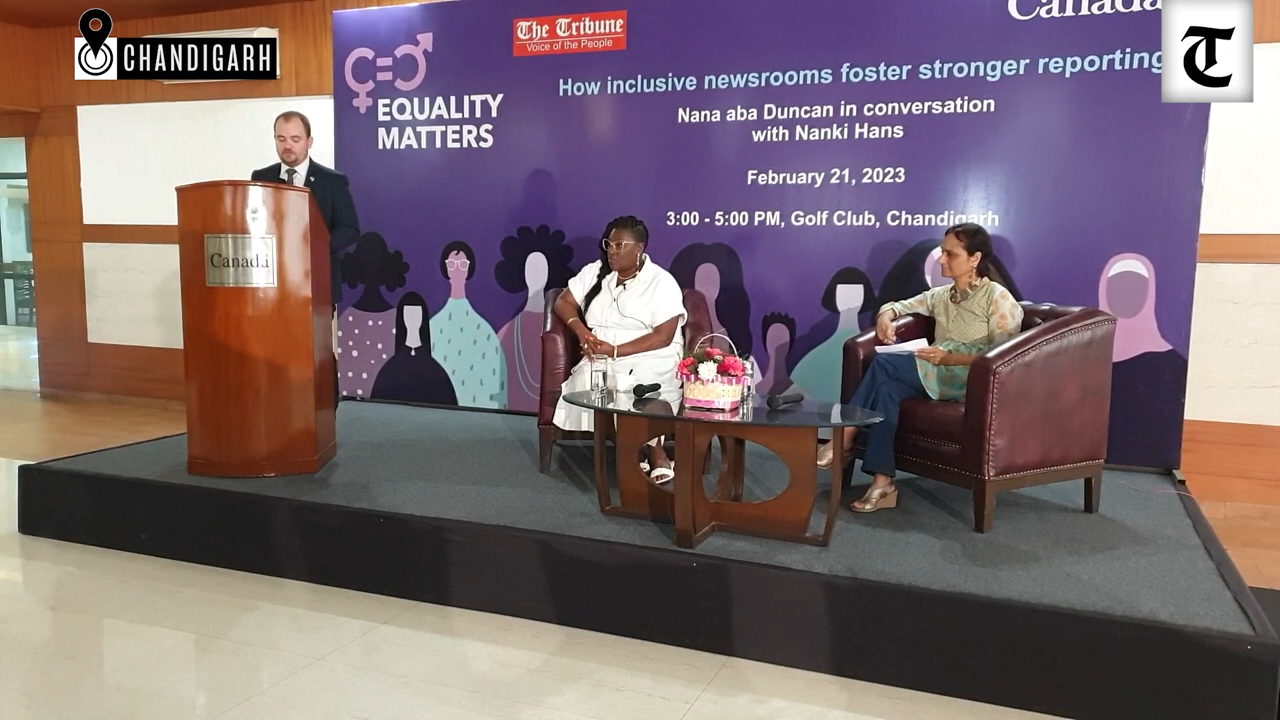 CHANDIGARH
The Tribune
Voice of the People
Canada
T
EQUALITY
MATTERS
How inclusive newsrooms foster stronger reporting
Nana aba Duncan in conversation
with Nanki Hans
February 21, 2023
3:00 - 5:00 PM, Golf Club, Chandigarh
Canada